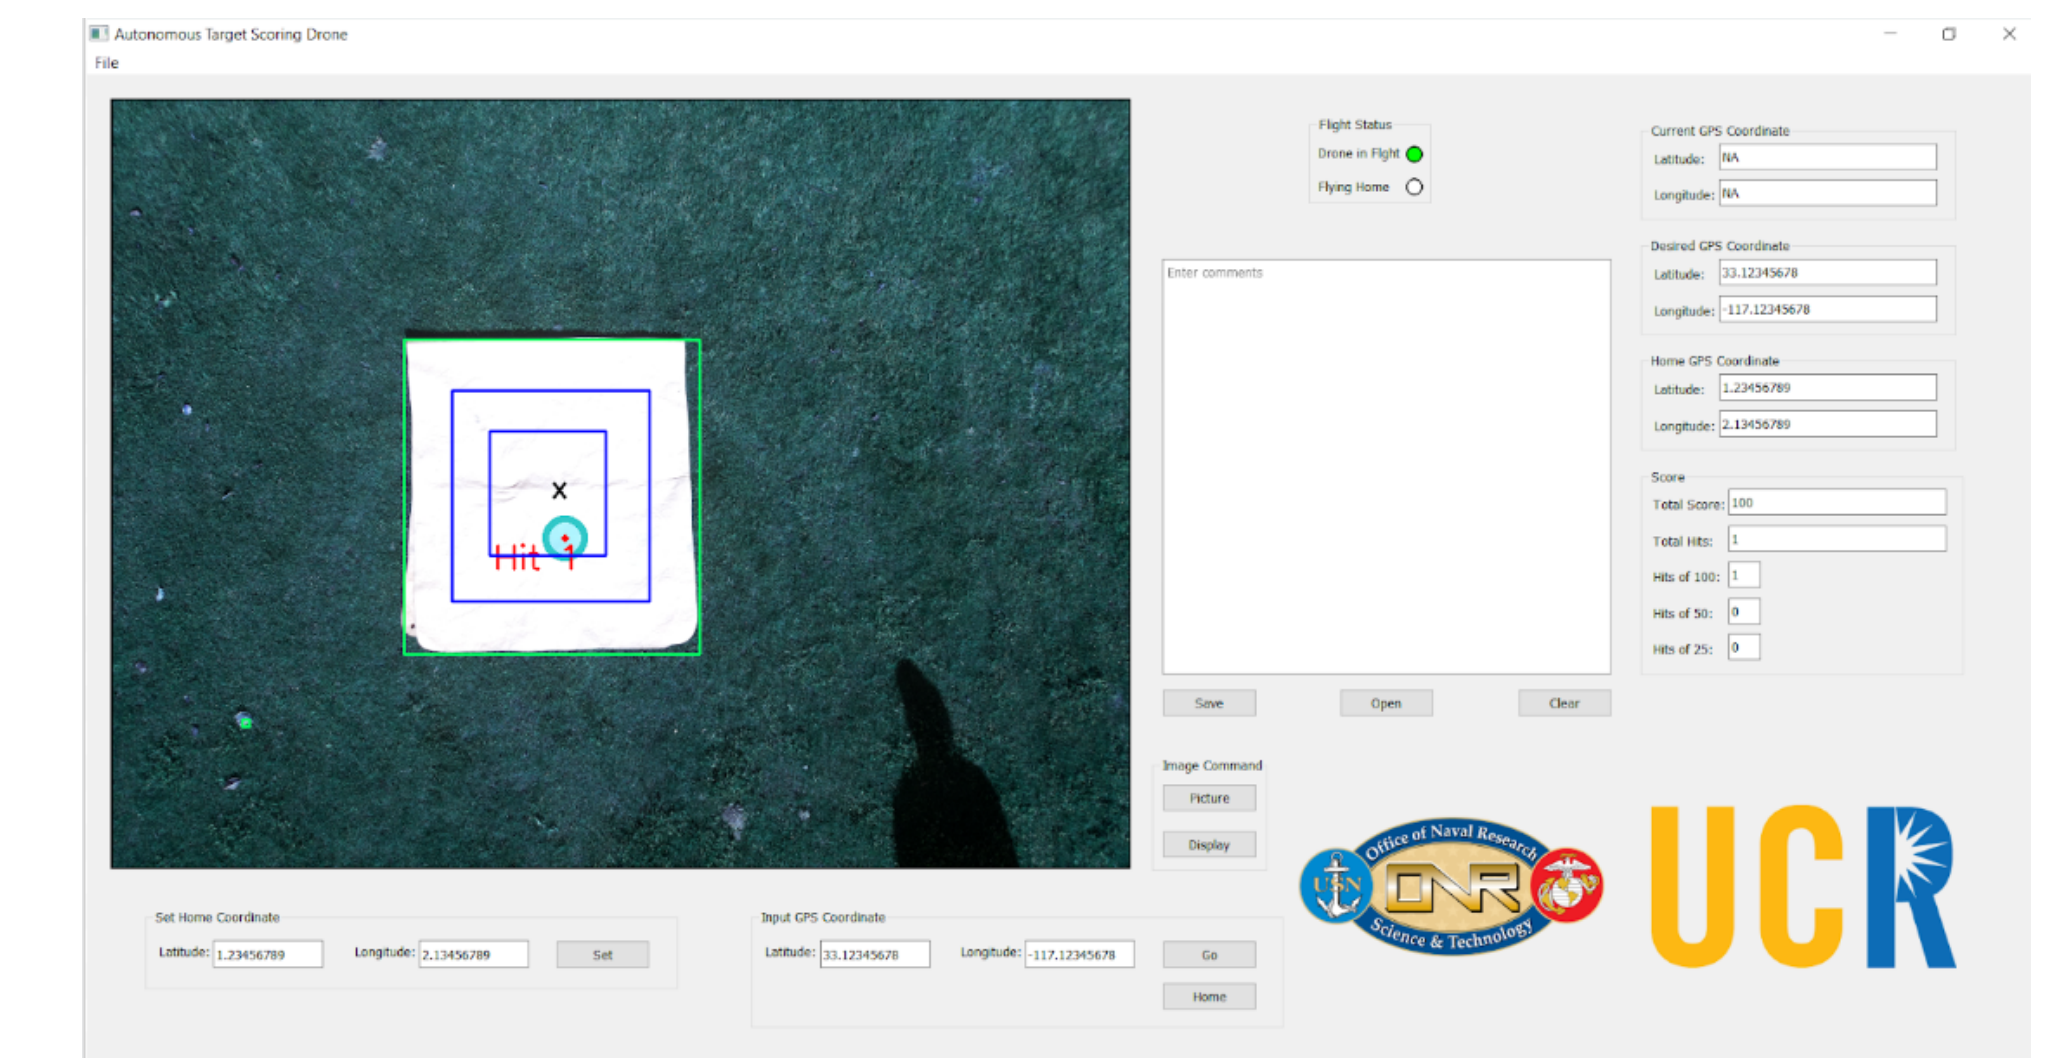 Autonomous Target Scoring Drone
File
X
Hit 1
Flight Status
Drone in Flght
Flying Home
Enter comments
Save
Open
Clear
Image Command
Picture
Display
Current GPS Coordinate
Latitude: NA
Longitude: NA
Desired GPS Coordinate
Latitude: 33.12345678
Longitude: -117.12345678
Home GPS Coordinate
Latitude: 1.23456789
Longitude: 2.13456789
Score
Total Score: 100
Total Hits: 1
Hits of 100: 1
Hits of 50: 0
Hits of 25: 0
Set Home Coordinate
Latitude: 1.23456789 Longitude: 2.13456789 Set
Input GPS Coordinate
Latitude: 33.12345678 Longitude: -117.12345678 Go
Home
Office of Naval Research
USN
ONR
Science & Technology
UCR